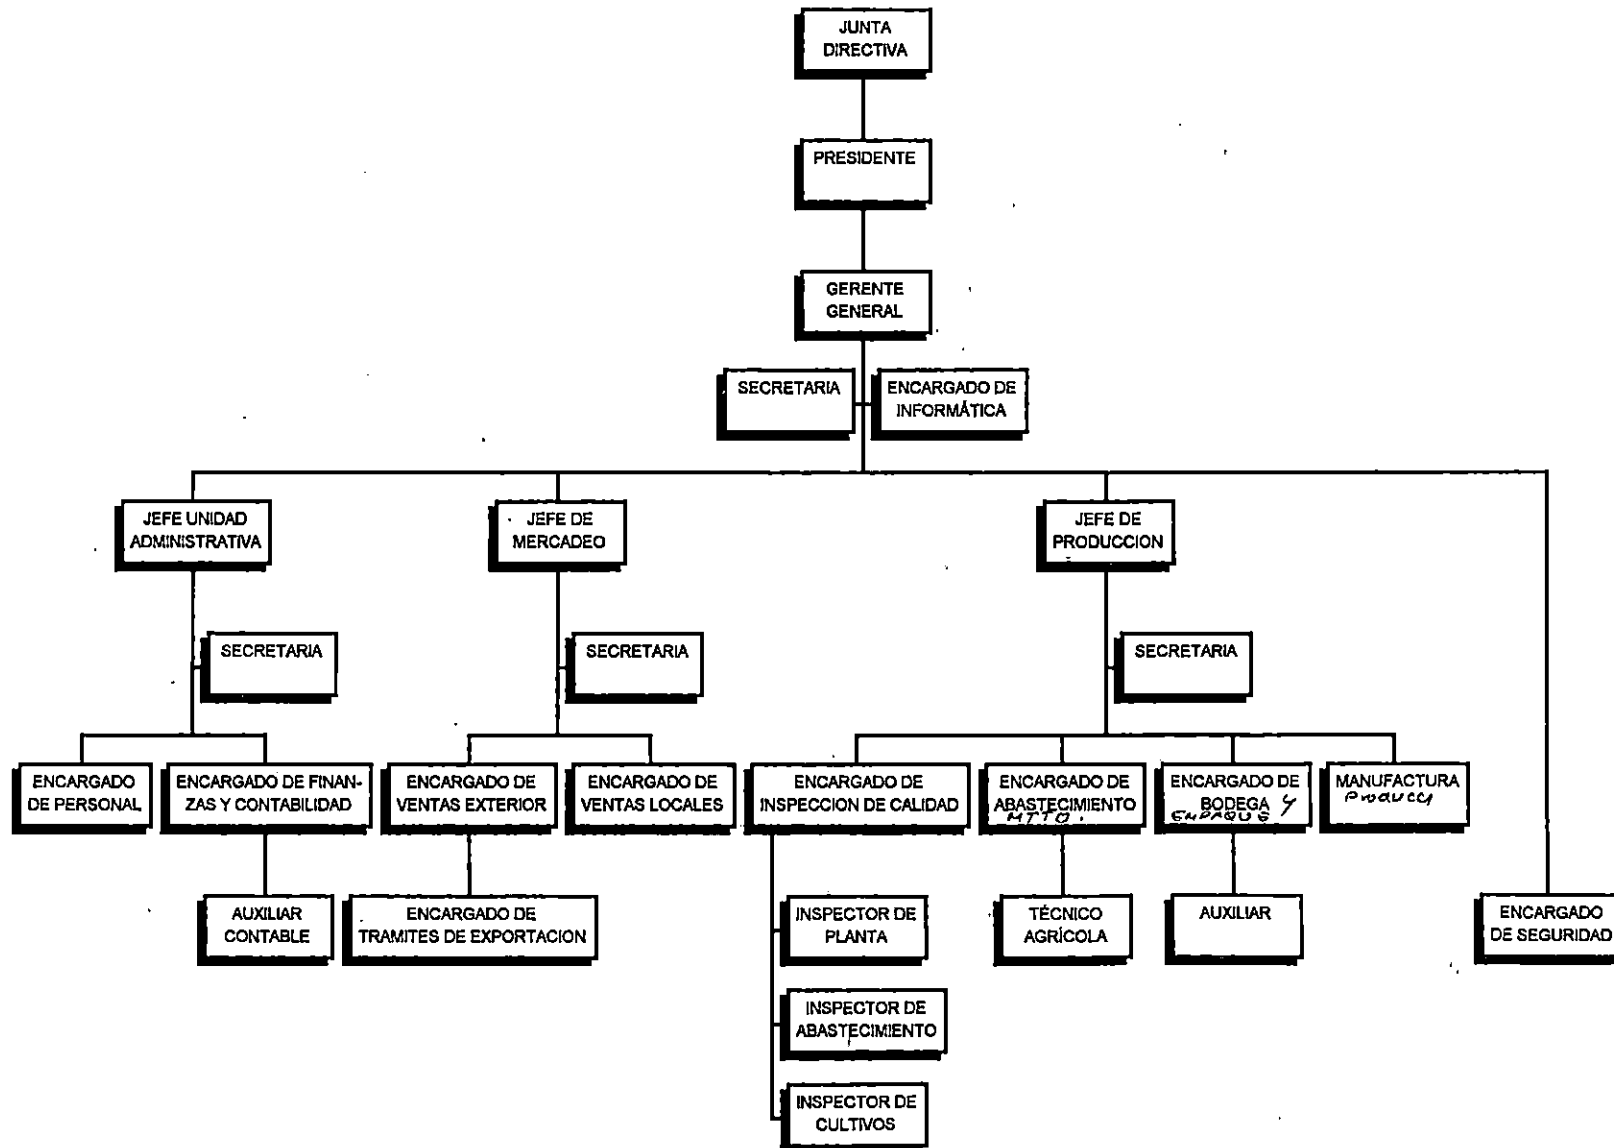 JUNTA
DIRECTIVA
PRESIDENTE
GERENTE
GENERAL
SECRETARIA
ENCARGADO DE
INFORMÁTICA
JEFE UNIDAD
ADMINISTRATIVA
JEFE DE
MERCADEO
JEFE DE
PRODUCCION
SECRETARIA
SECRETARIA
SECRETARIA
ENCARGADO
DE PERSONAL
ENCARGADO DE FINAN-
ZAS Y CONTABILIDAD
ENCARGADO DE
VENTAS EXTERIOR
ENCARGADO DE
VENTAS LOCALES
ENCARGADO DE
INSPECCION DE CALIDAD
ENCARGADO DE
ABASTECIMIENTO
MTTO.
ENCARGADO DE
BODEGA Y
EMPAQUE
MANUFACTURA
AUXILIAR
CONTABLE
ENCARGADO DE
TRAMITES DE EXPORTACION
INSPECTOR DE
PLANTA
TÉCNICO
AGRÍCOLA
AUXILIAR
ENCARGADO
DE SEGURIDAD
INSPECTOR DE
ABASTECIMIENTO
INSPECTOR DE
CULTIVOS